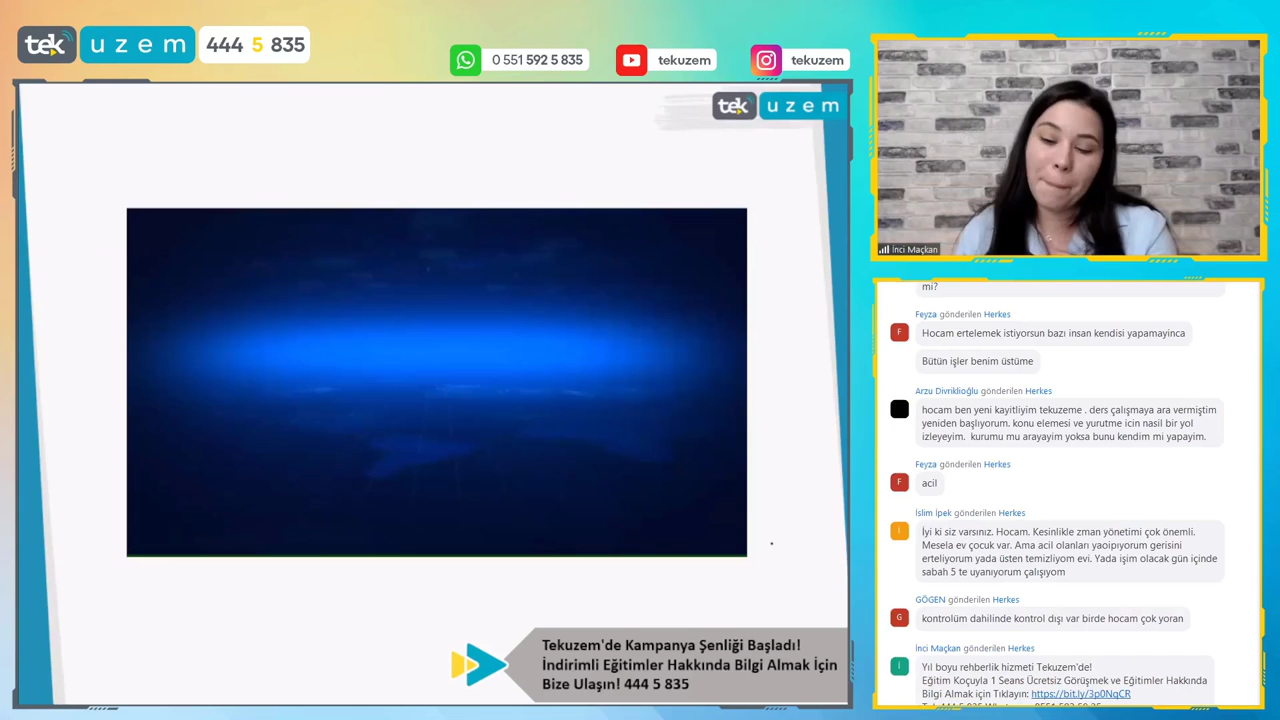 tek uzem 444 5 835
0 551 592 5 835
tekuzem
tekuzem
tek uzem
Tekuzem'de Kampanya Şenliği Başladı!
İndirimli Eğitimler Hakkında Bilgi Almak İçin
Bize Ulaşın! 444 5 835
İnci Maçkan
mi?
Feyza gönderilen Herkes
F
Hocam ertelemek istiyorsun bazı insan kendisi yapamayinca
Bütün işler benim üstüme
Arzu Divriklioğlu gönderilen Herkes
hocam ben yeni kayitliyim tekuzeme . ders çalışmaya ara vermiştim
yeniden başlıyorum. konu elemesi ve yurutme icin nasil bir yol
izleyeyim. kurumu mu arayayim yoksa bunu kendim mi yapayim.
Feyza gönderilen Herkes
F
acil
İslim İpek gönderilen Herkes
İ
İyi ki siz varsınız. Hocam. Kesinlikle zman yönetimi çok önemli.
Mesela ev çocuk var. Ama acil olanları yaoipıyorum gerisini
erteliyorum yada üsten temizliyom evi. Yada işim olacak gün içinde
sabah 5 te uyanıyorum çalışıyom
GÖGEN gönderilen Herkes
G
kontrolüm dahilinde kontrol dışı var birde hocam çok yoran
İnci Maçkan gönderilen Herkes
İ
Yıl boyu rehberlik hizmeti Tekuzem'de!
Eğitim Koçuyla 1 Seans Ücretsiz Görüşmek ve Eğitimler Hakkında
Bilgi Almak için Tıklayın: https://bit.ly/3p0NqCR